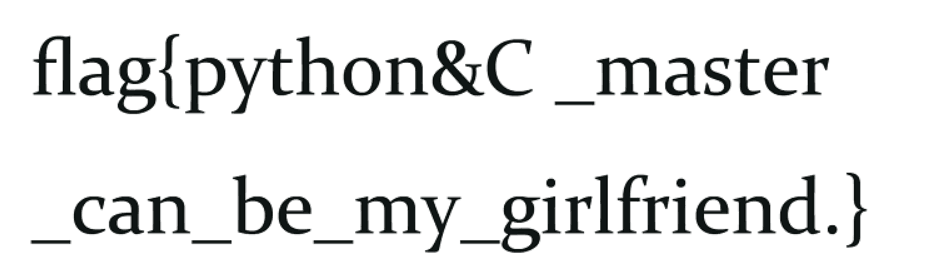 flag{python&C _master
_can_be_my_girlfriend.}